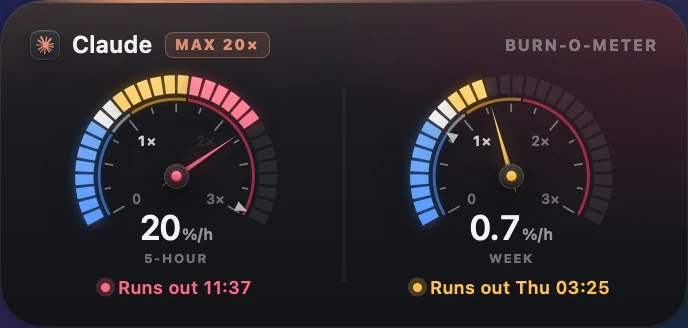 Claude MAX 20× BURN-O-METER
1× 2×
0 3×
20%/h
5-HOUR
Runs out 11:37
1× 2×
0 3×
0.7%/h
WEEK
Runs out Thu 03:25